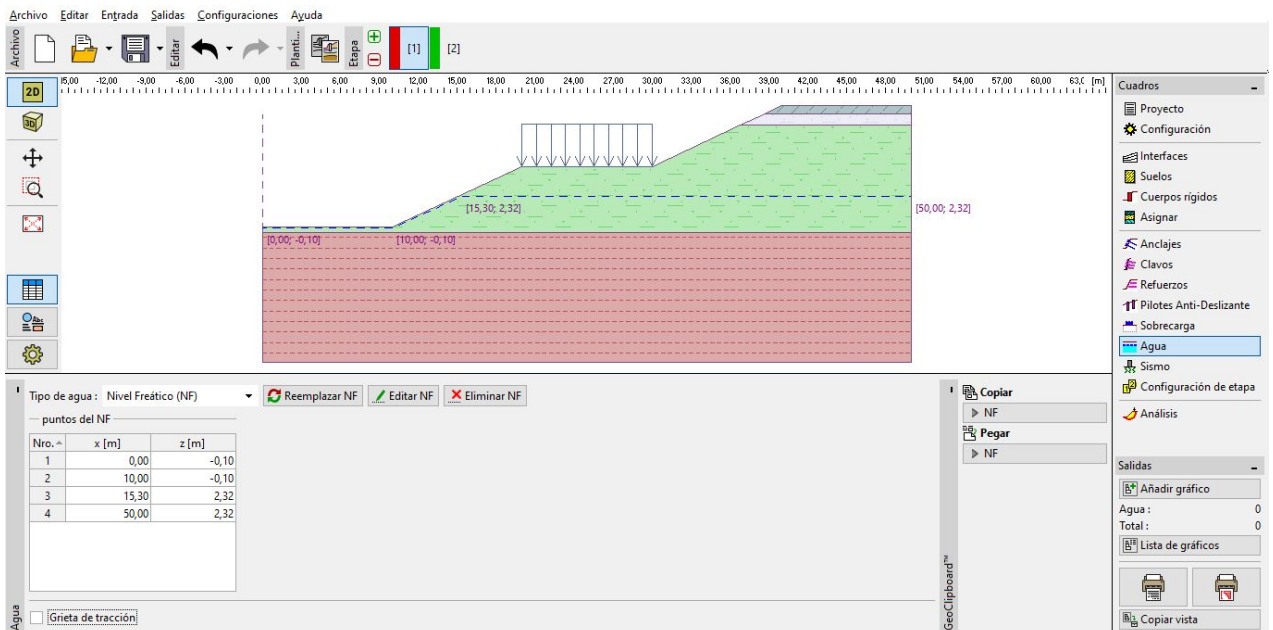 Archivo Editar Entrada Salidas Configuraciones Ayuda
Archivo
Editar
Planti...
Etapa
[1]
[2]
2D
3D
15,00 -12,00 -9,00 -6,00 -3,00 0,00 3,00 6,00 9,00 12,00 15,00 18,00 21,00 24,00 27,00 30,00 33,00 36,00 39,00 42,00 45,00 48,00 51,00 54,00 57,00 60,00 63,( [m]
[15,30; 2,32]
[50,00; 2,32]
[0,00; -0,10]
[10,00; -0,10]
Abc
Cuadros
Proyecto
Configuración
Interfaces
Suelos
Cuerpos rígidos
Asignar
Anclajes
Clavos
Refuerzos
Pilotes Anti-Deslizante
Sobrecarga
Agua
Sismo
Configuración de etapa
Análisis
Tipo de agua : Nivel Freático (NF) Reemplazar NF Editar NF Eliminar NF
puntos del NF
Nro. x [m] z [m]
1 0,00 -0,10
2 10,00 -0,10
3 15,30 2,32
4 50,00 2,32
Grieta de tracción
Agua
GeoClipboard™
Copiar
NF
Pegar
NF
Salidas
Añadir gráfico
Agua : 0
Total : 0
Lista de gráficos
Copiar vista